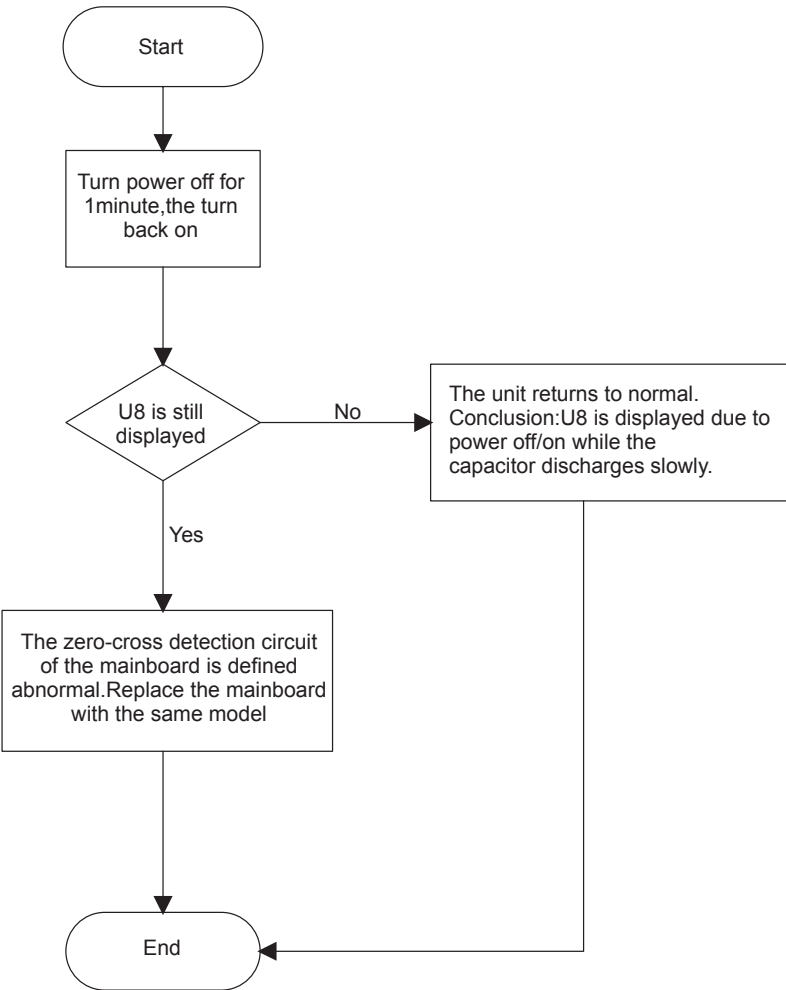 Start
Turn power off for
1minute,the turn
back on
U8 is still
displayed
No
The unit returns to normal.
Conclusion:U8 is displayed due to
power off/on while the
capacitor discharges slowly.
Yes
The zero-cross detection circuit
of the mainboard is defined
abnormal.Replace the mainboard
with the same model
End